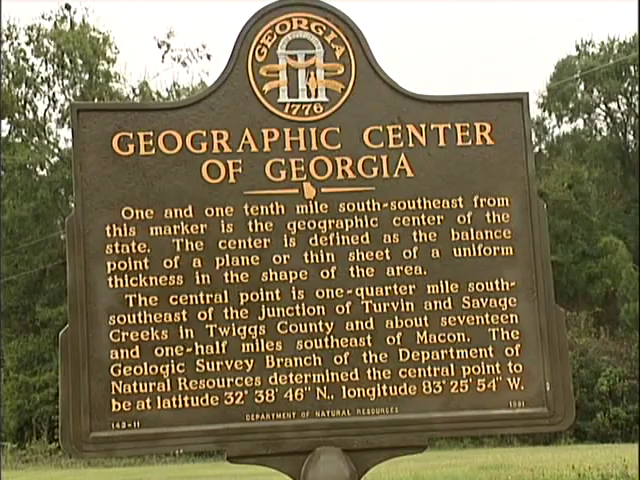 GEORGIA
1776
GEOGRAPHIC CENTER
OF GEORGIA
One and one tenth mile south-southeast from
this marker is the geographic center of the
state. The center is defined as the balance
point of a plane or thin sheet of a uniform
thickness in the shape of the area.
The central point is one-quarter mile south-
southeast of the junction of Turvin and Savage
Creeks in Twiggs County and about seventeen
and one-half miles southeast of Macon. The
Geologic Survey Branch of the Department of
Natural Resources determined the central point to
be at latitude 32° 38' 46" N., longitude 83° 25' 54" W.
143-11 DEPARTMENT OF NATURAL RESOURCES 1981